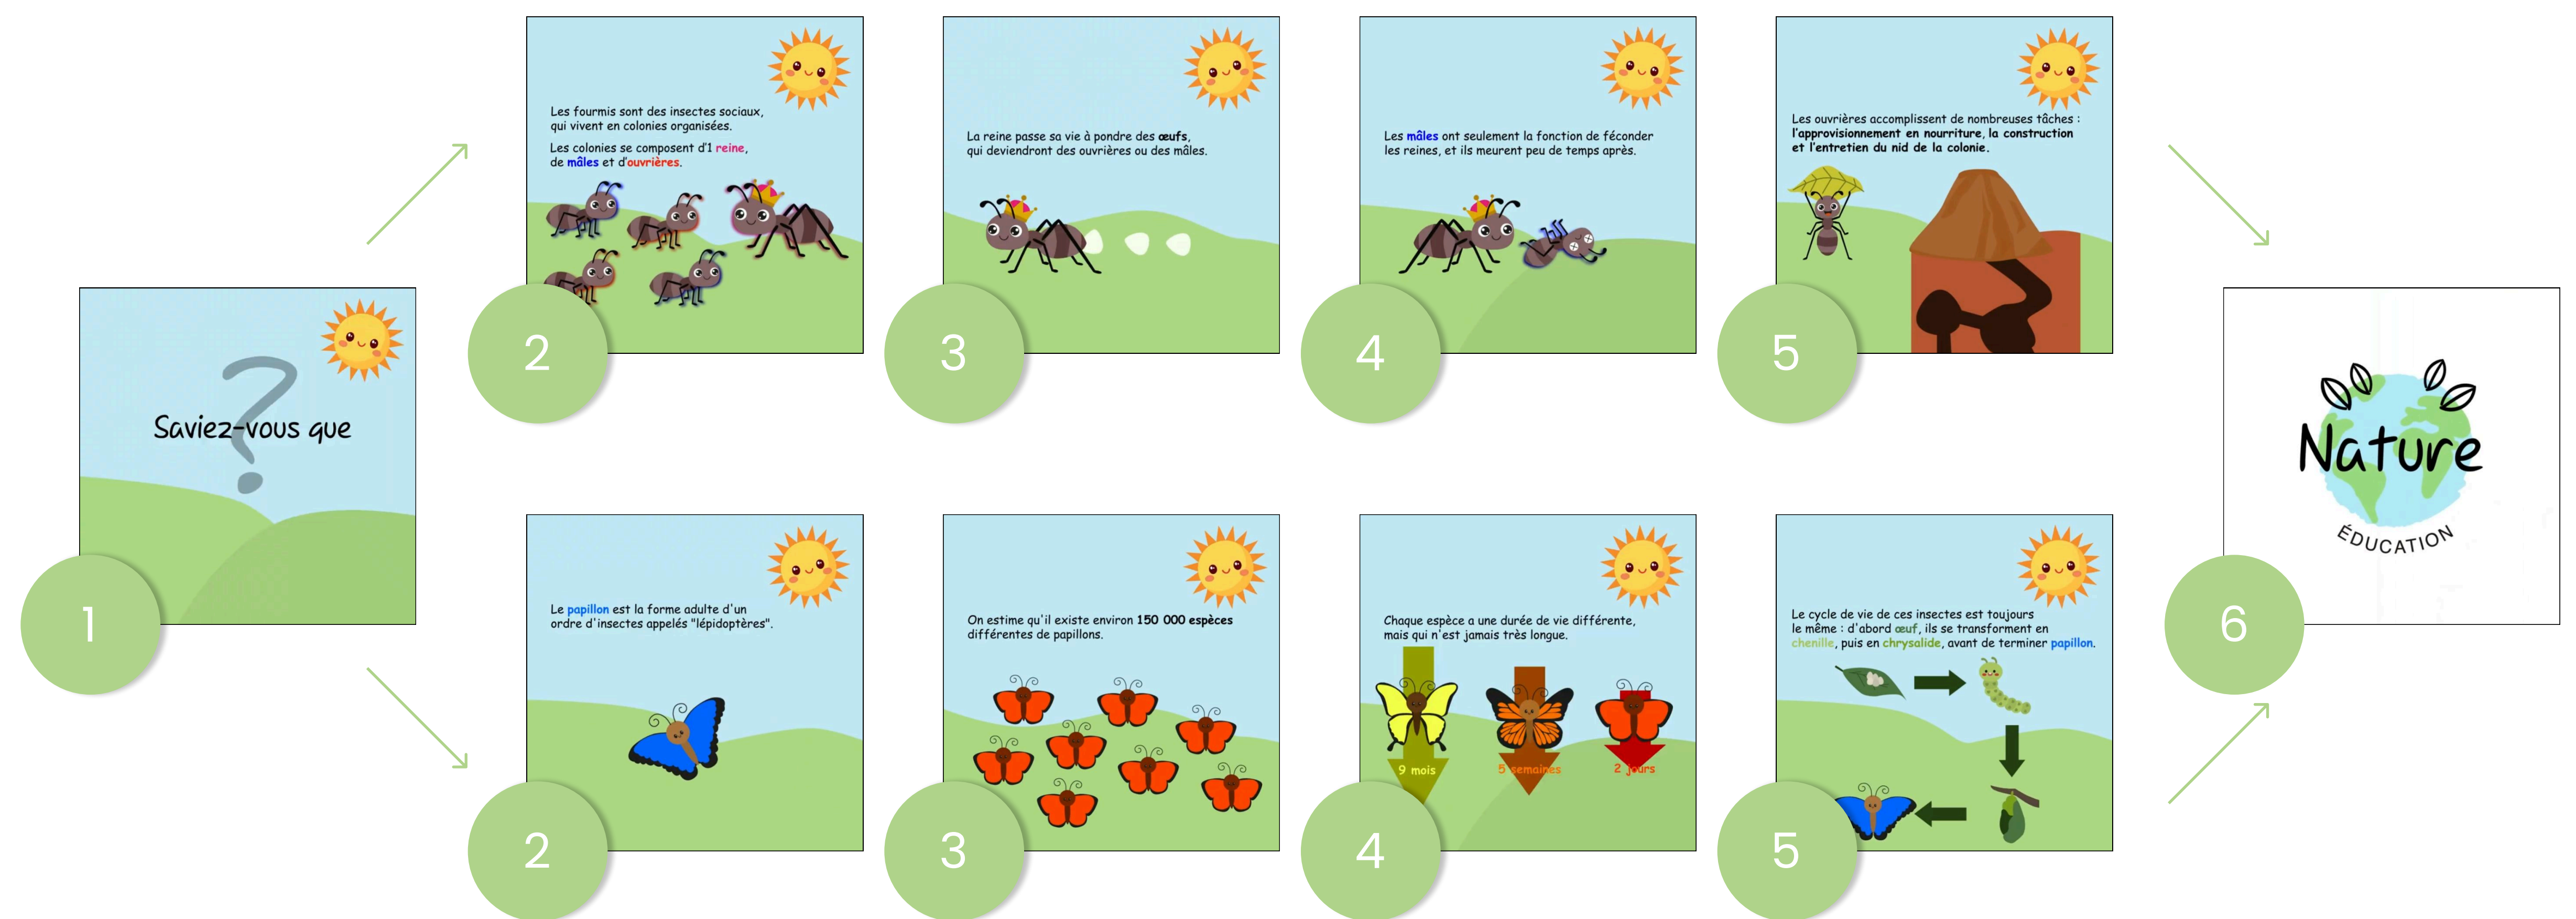 1
?
Saviez-vous que
2
Les fourmis sont des insectes sociaux,
qui vivent en colonies organisées.
Les colonies se composent d'1 reine,
de mâles et d'ouvrières.
3
La reine passe sa vie à pondre des œufs,
qui deviendront des ouvrières ou des mâles.
4
Les mâles ont seulement la fonction de féconder
les reines, et ils meurent peu de temps après.
5
Les ouvrières accomplissent de nombreuses tâches :
l'approvisionnement en nourriture, la construction
et l'entretien du nid de la colonie.
2
Le papillon est la forme adulte d'un
ordre d'insectes appelés "lépidoptères".
3
On estime qu'il existe environ 150 000 espèces
différentes de papillons.
4
Chaque espèce a une durée de vie différente,
mais qui n'est jamais très longue.
9 mois
5 semaines
2 jours
5
Le cycle de vie de ces insectes est toujours
le même : d'abord œuf, ils se transforment en
chenille, puis en chrysalide, avant de terminer papillon.
6
Nature
ÉDUCATION